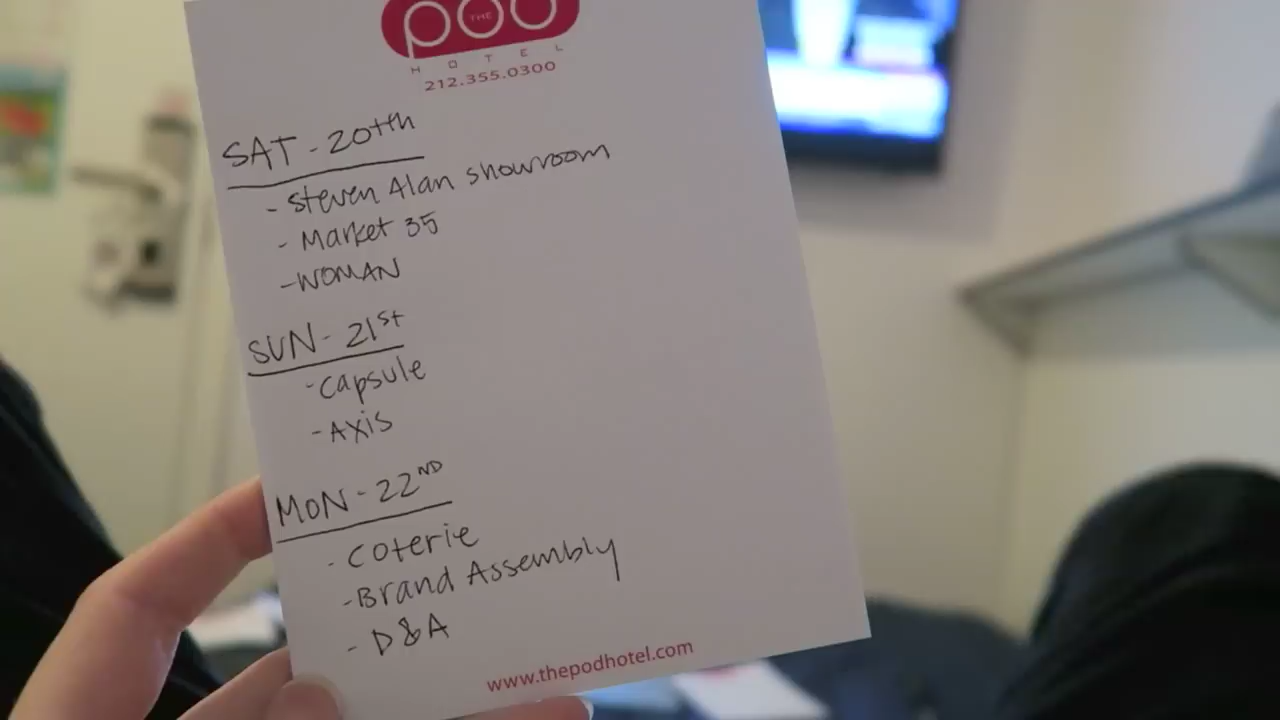 THE
pod
HOTEL
212.355.0300
SAT - 20tth
- Steven Alan showroom
- Market 35
- WOMAN
SUN - 21ST
- capsule
- AXIS
MON - 22ND
- coterie
- Brand Assembly
- D&A
www.thepodhotel.com